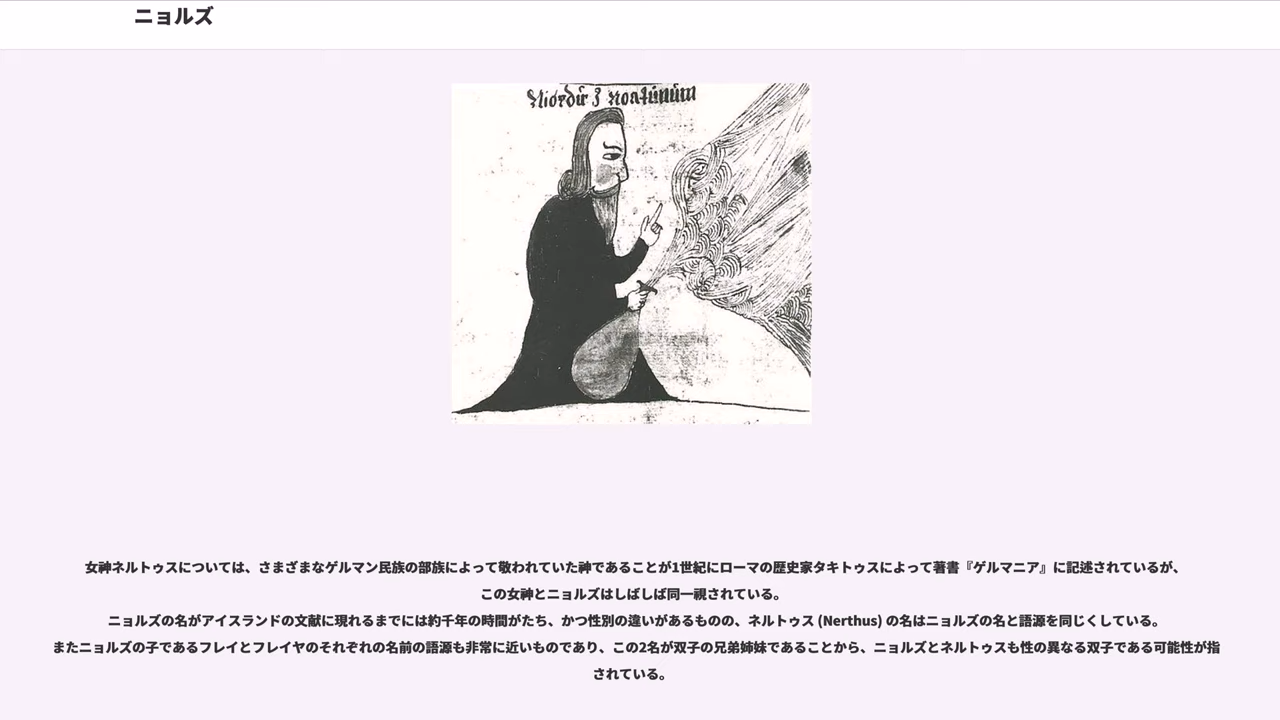 ニョルズ
Niördur j noatúnum
女神ネルトゥスについては、さまざまなゲルマン民族の部族によって敬われていた神であることが1世紀にローマの歴史家タキトゥスによって著書『ゲルマニア』に記述されているが、
この女神とニョルズはしばしば同一視されている。
ニョルズの名がアイスランドの文献に現れるまでには約千年の時間がたち、かつ性別の違いがあるものの、ネルトゥス (Nerthus) の名はニョルズの名と語源を同じくしている。
またニョルズの子であるフレイとフレイヤのそれぞれの名前の語源も非常に近いものであり、この2名が双子の兄弟姉妹であることから、ニョルズとネルトゥスも性の異なる双子である可能性が指
されている。